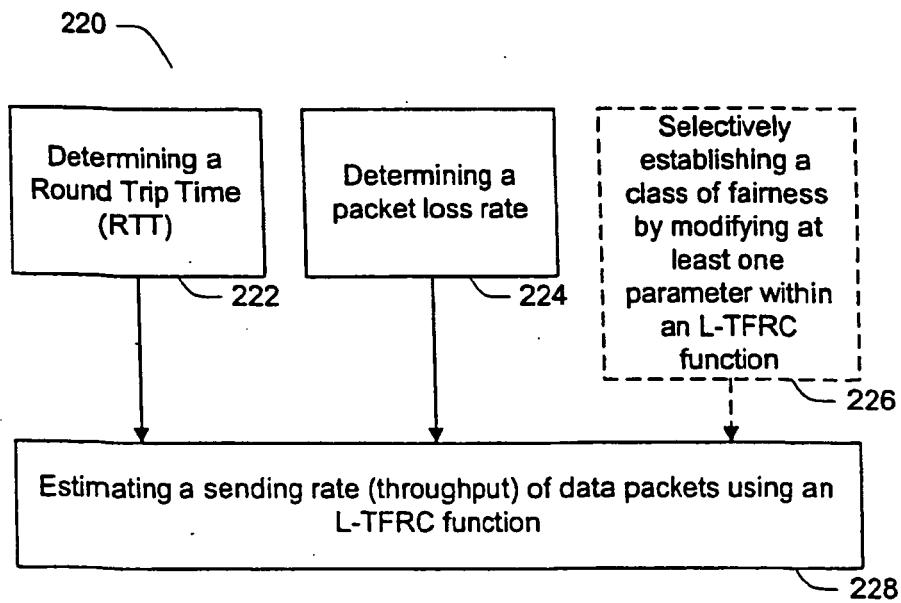 220
Determining a
Round Trip Time
(RTT)
222
Determining a
packet loss rate
224
Selectively
establishing a
class of fairness
by modifying at
least one
parameter within
an L-TFRC
function
226
Estimating a sending rate (throughput) of data packets using an
L-TFRC function
228